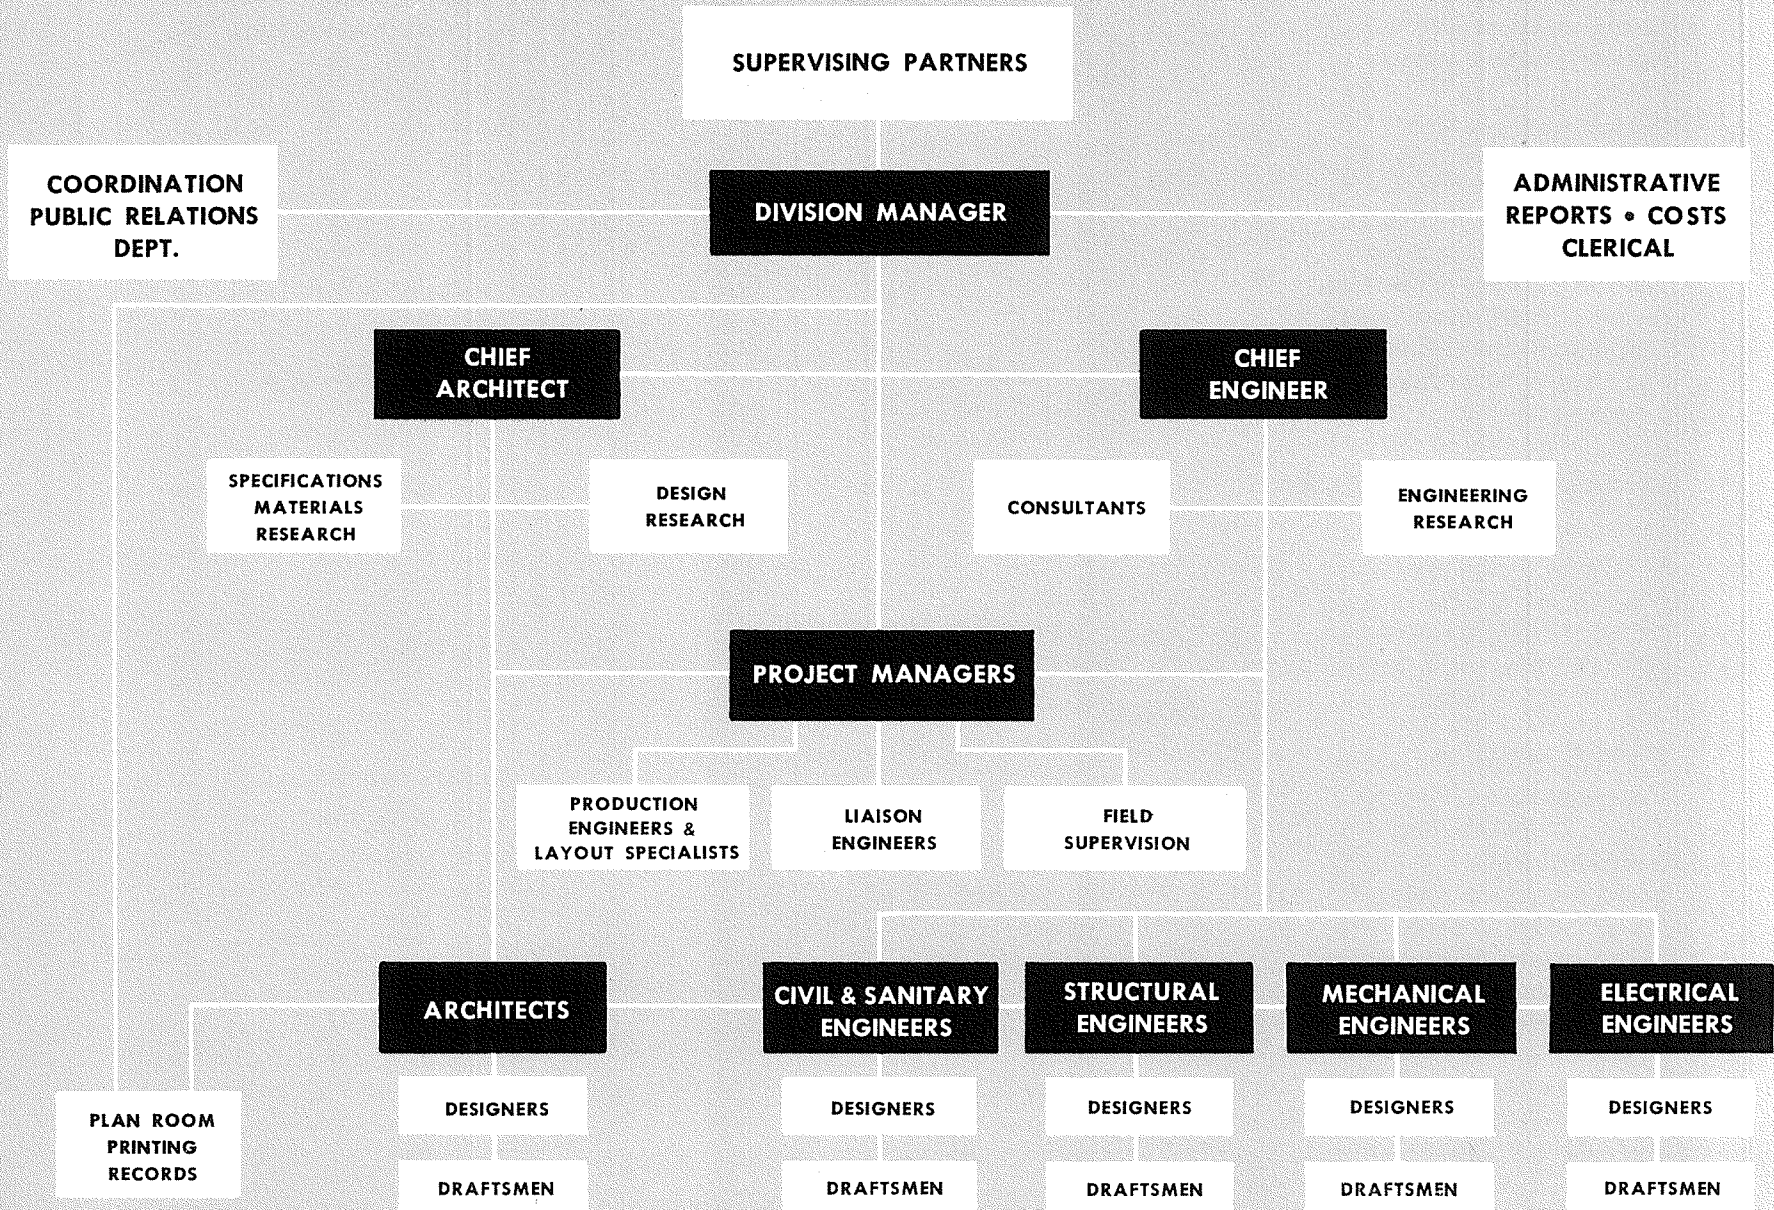 SUPERVISING PARTNERS
COORDINATION
PUBLIC RELATIONS
DEPT.
DIVISION MANAGER
ADMINISTRATIVE
REPORTS • COSTS
CLERICAL
CHIEF
ARCHITECT
CHIEF
ENGINEER
SPECIFICATIONS
MATERIALS
RESEARCH
DESIGN
RESEARCH
CONSULTANTS
ENGINEERING
RESEARCH
PROJECT MANAGERS
PRODUCTION
ENGINEERS &
LAYOUT SPECIALISTS
LIAISON
ENGINEERS
FIELD
SUPERVISION
ARCHITECTS
CIVIL & SANITARY
ENGINEERS
STRUCTURAL
ENGINEERS
MECHANICAL
ENGINEERS
ELECTRICAL
ENGINEERS
PLAN ROOM
PRINTING
RECORDS
DESIGNERS
DESIGNERS
DESIGNERS
DESIGNERS
DESIGNERS
DRAFTSMEN
DRAFTSMEN
DRAFTSMEN
DRAFTSMEN
DRAFTSMEN